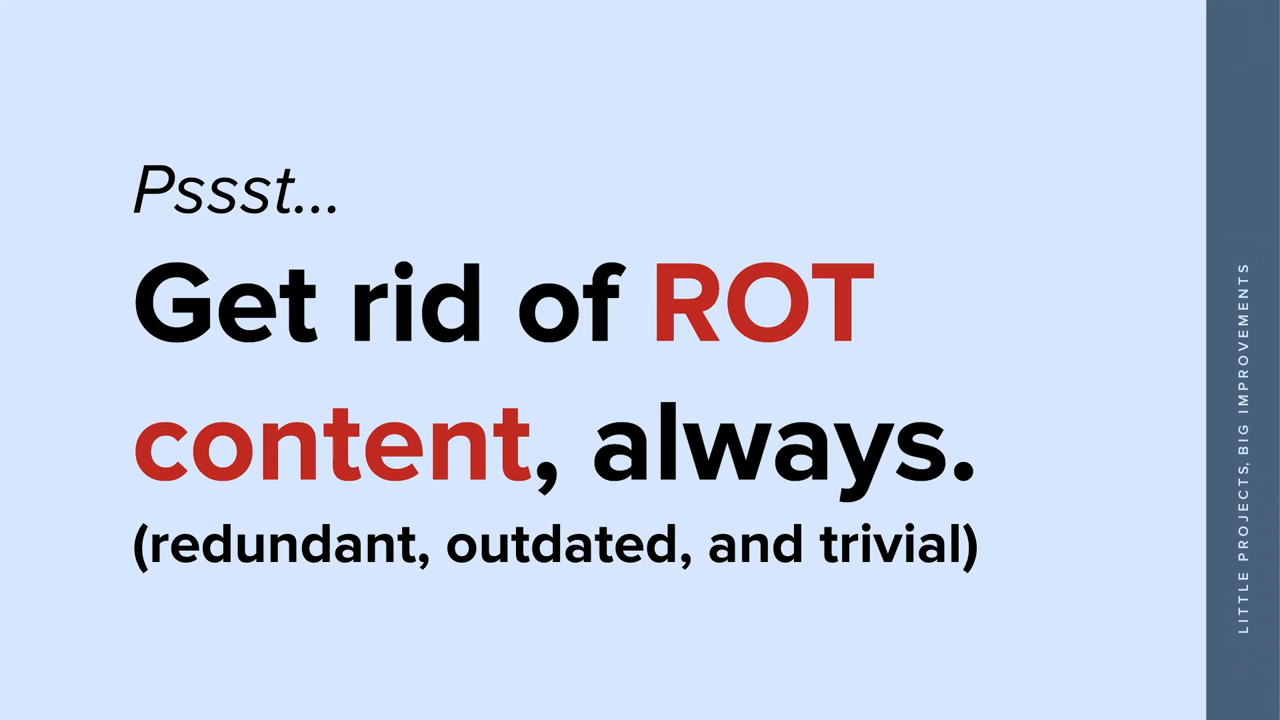 Pssst...
Get rid of ROT
content, always.
(redundant, outdated, and trivial)
LITTLE PROJECTS, BIG IMPROVEMENTS